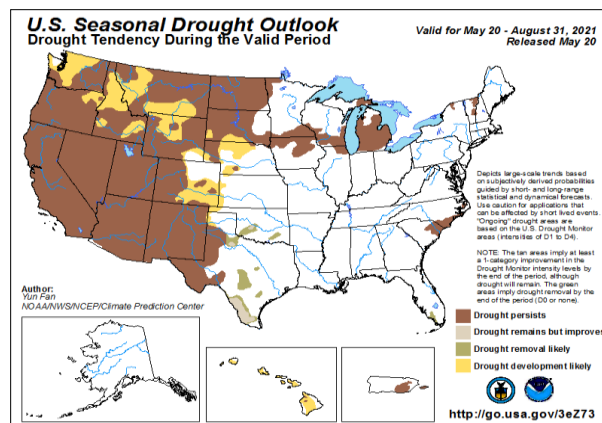 U.S. Seasonal Drought Outlook
Drought Tendency During the Valid Period
Valid for May 20 - August 31, 2021
Released May 20
Depicts large-scale trends based
on subjectively derived probabilities
guided by short- and long-range
statistical and dynamical forecasts.
Use caution for applications that
can be affected by short lived events.
"Ongoing" drought areas are
based on the U.S. Drought Monitor
areas (intensities of D1 to D4).
NOTE: The tan areas imply at least
a 1-category improvement in the
Drought Monitor intensity levels by
the end of the period, although
drought will remain. The green
areas imply drought removal by the
end of the period (D0 or none).
Author:
Yun Fan
NOAA/NWS/NCEP/Climate Prediction Center
Drought persists
Drought remains but improves
Drought removal likely
Drought development likely
http://go.usa.gov/3eZ73